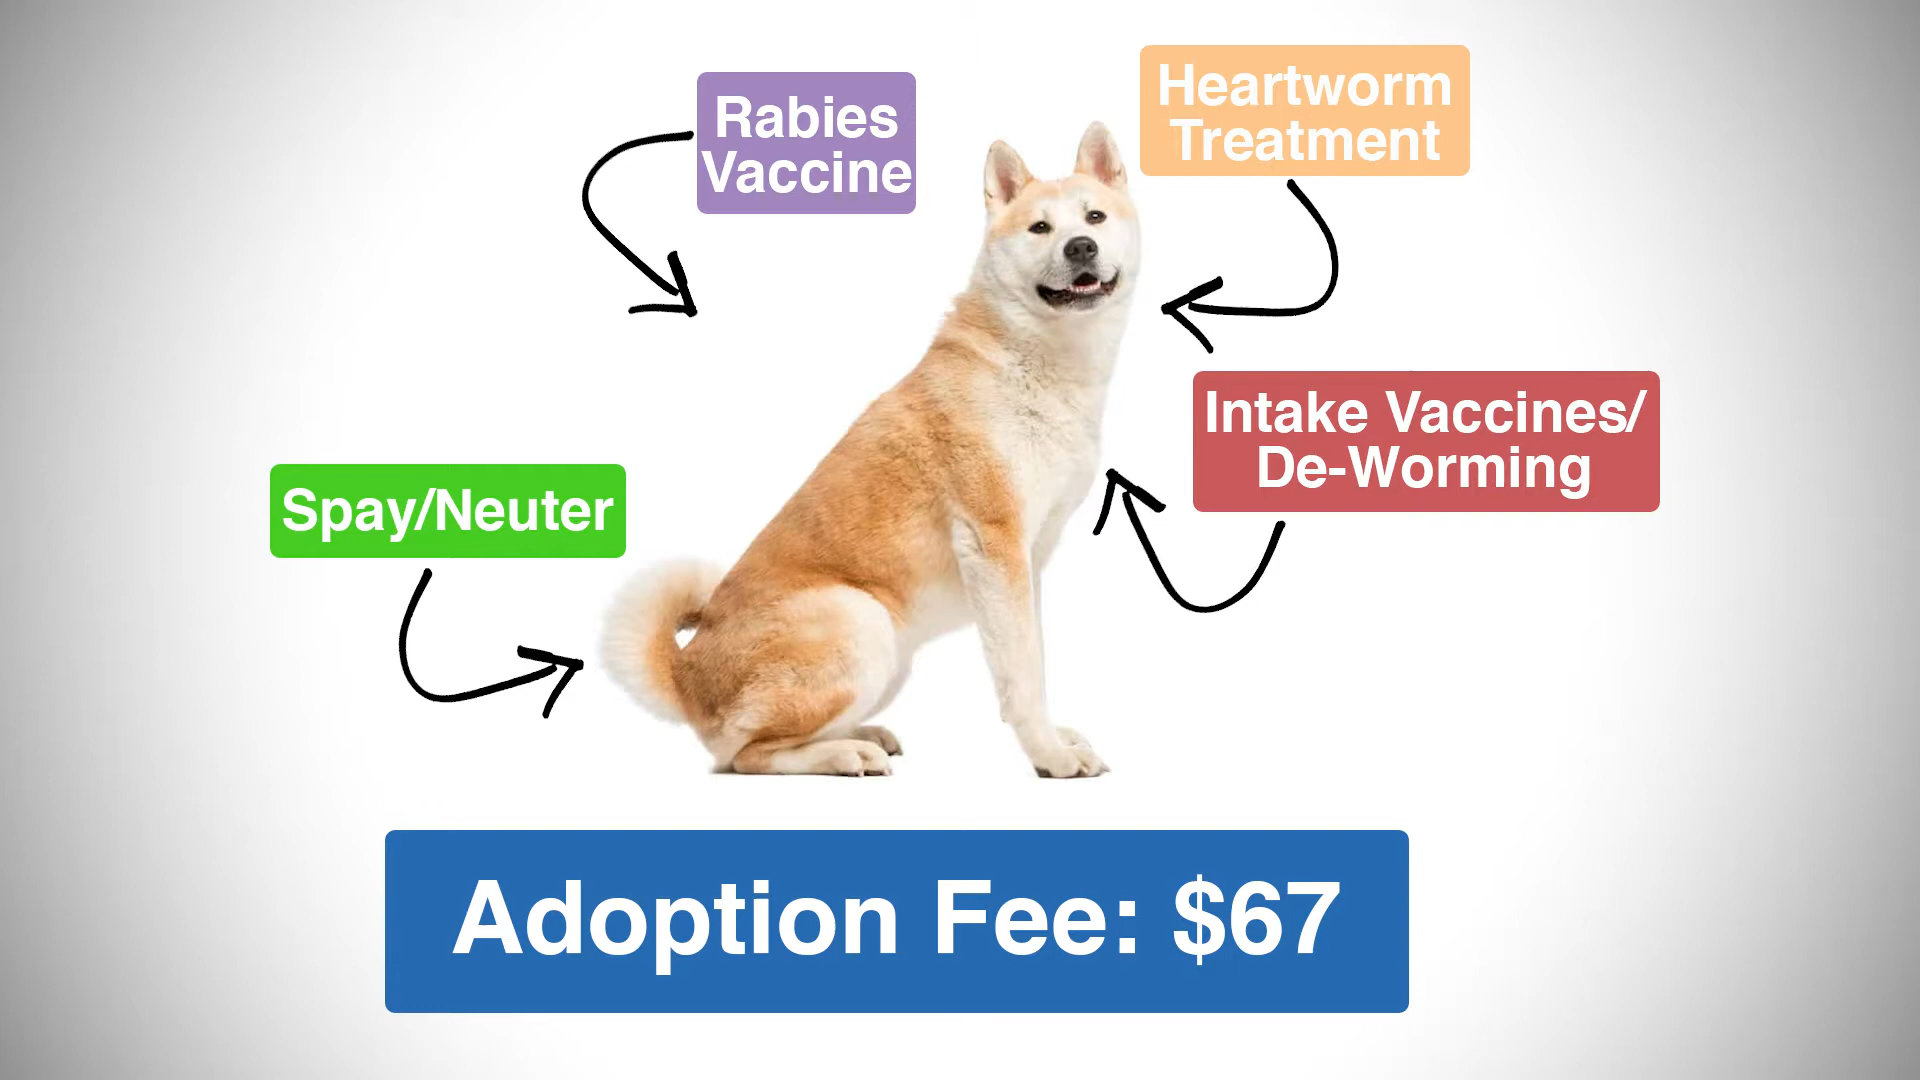 Rabies
Vaccine
Heartworm
Treatment
Intake Vaccines/
De-Worming
Spay/Neuter
Adoption Fee: $67